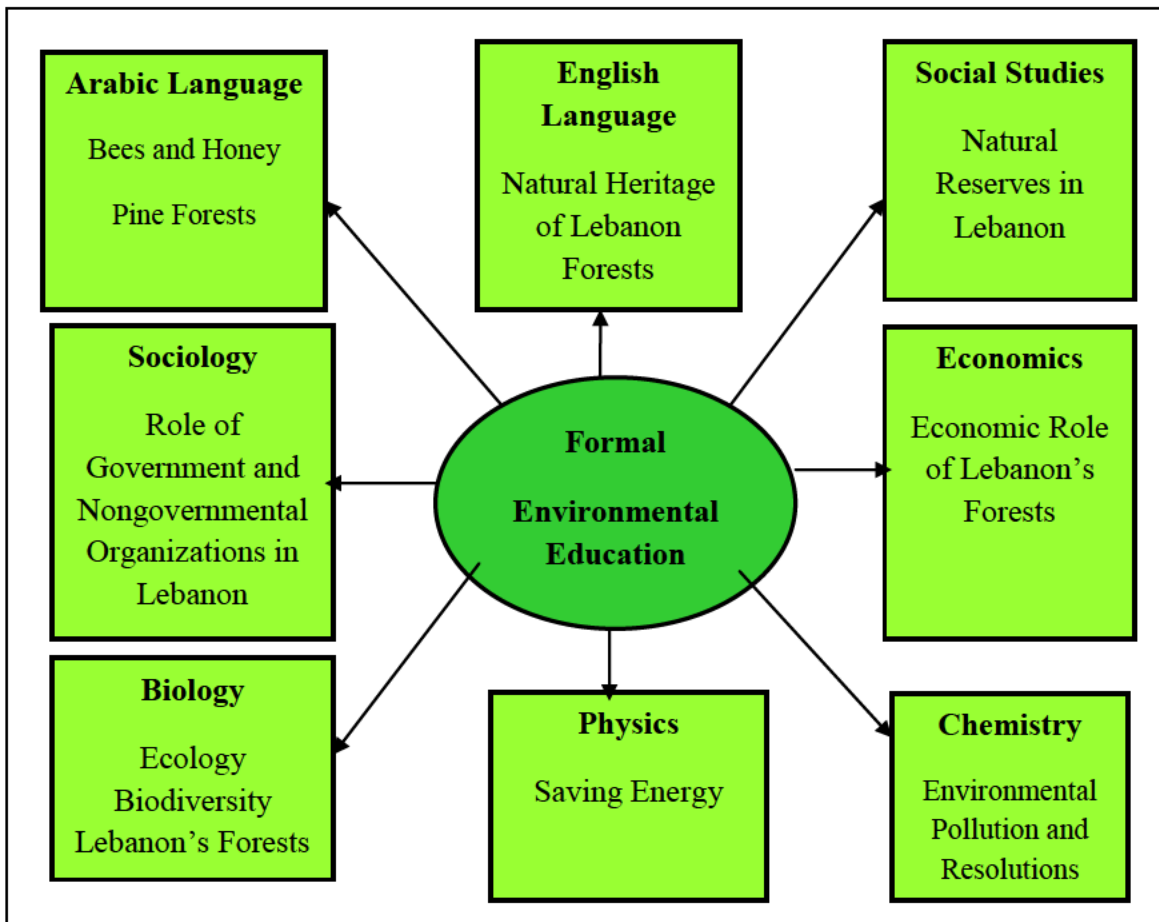 Arabic Language
Bees and Honey
Pine Forests
English
Language
Natural Heritage
of Lebanon
Forests
Social Studies
Natural
Reserves in
Lebanon
Sociology
Role of
Government and
Nongovernmental
Organizations in
Lebanon
Formal
Environmental
Education
Economics
Economic Role
of Lebanon’s
Forests
Biology
Ecology
Biodiversity
Lebanon’s Forests
Physics
Saving Energy
Chemistry
Environmental
Pollution and
Resolutions